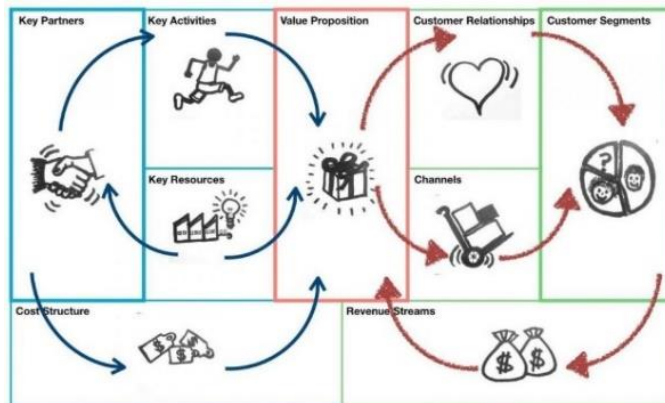 Key Partners
Key Activities
Value Proposition
Customer Relationships
Customer Segments
Key Resources
Channels
Cost Structure
Revenue Streams
?
$
$
$
$
$